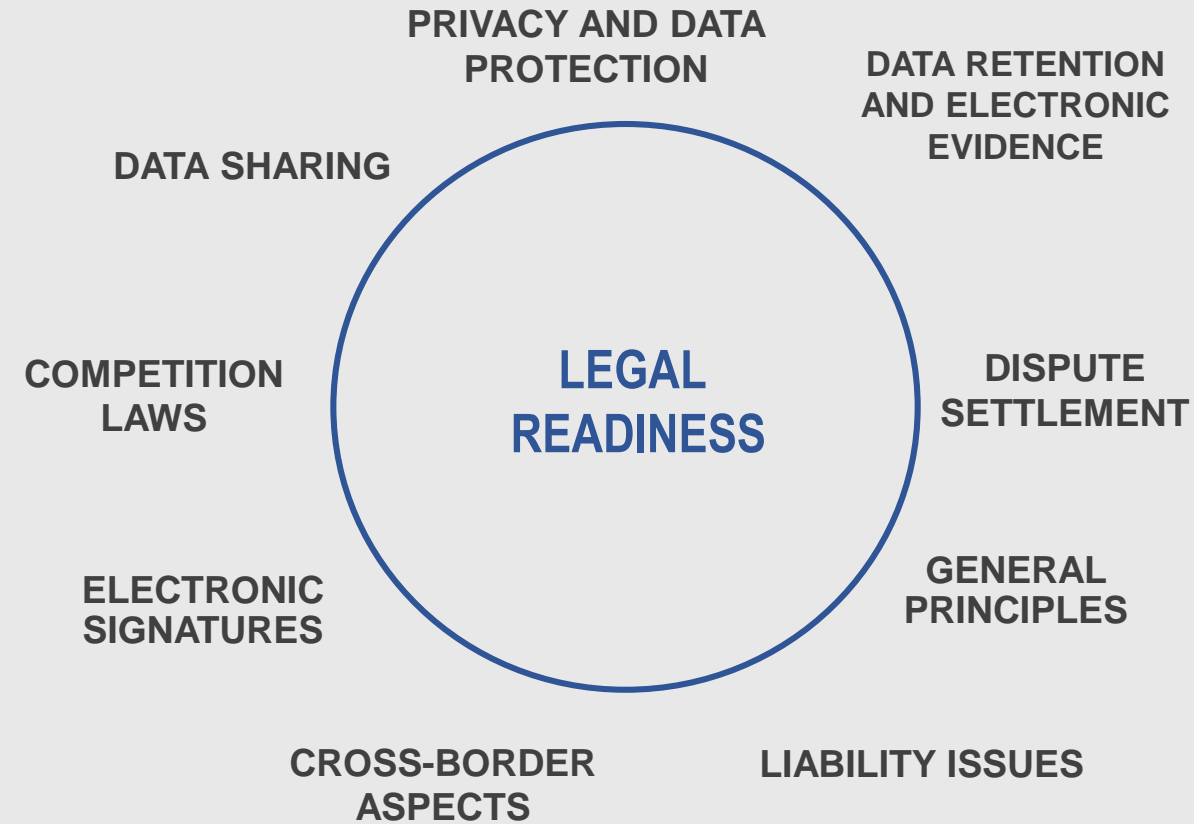 PRIVACY AND DATA
PROTECTION
DATA RETENTION
AND ELECTRONIC
EVIDENCE
DATA SHARING
COMPETITION
LAWS
LEGAL
READINESS
DISPUTE
SETTLEMENT
ELECTRONIC
SIGNATURES
GENERAL
PRINCIPLES
CROSS-BORDER
ASPECTS
LIABILITY ISSUES